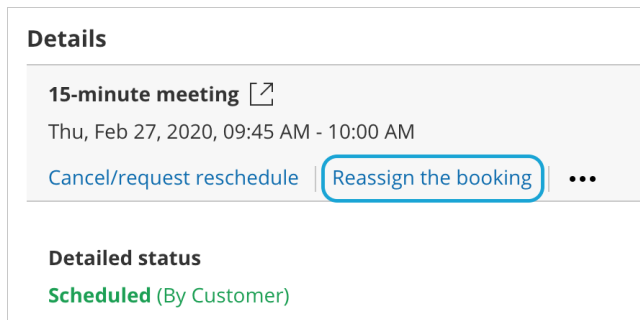 Details
15-minute meeting
Thu, Feb 27, 2020, 09:45 AM - 10:00 AM
Cancel/request reschedule | Reassign the booking | •••
Detailed status
Scheduled (By Customer)